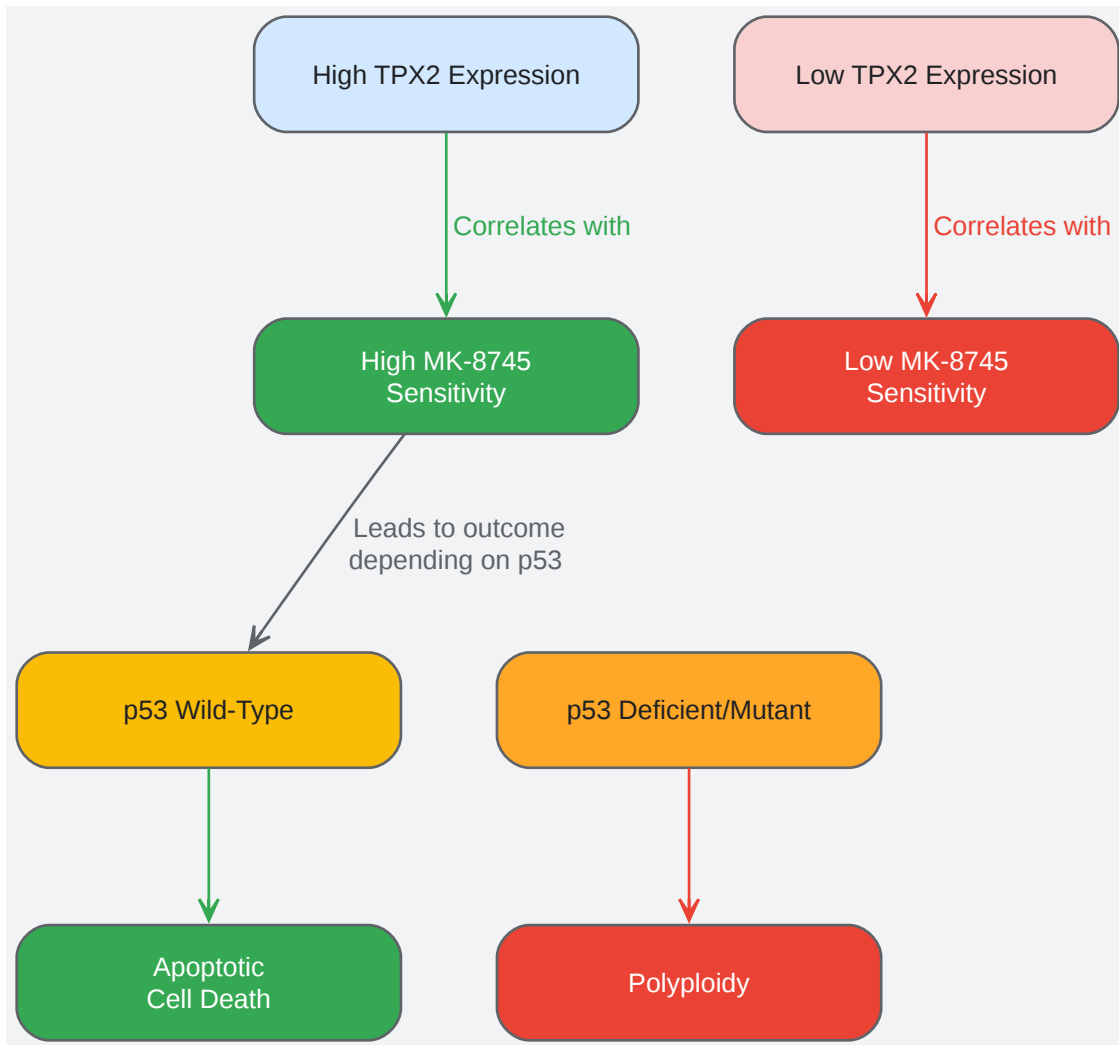 High TPX2 Expression
Low TPX2 Expression
Correlates with
Correlates with
High MK-8745
Sensitivity
Low MK-8745
Sensitivity
Leads to outcome
depending on p53
p53 Wild-Type
p53 Deficient/Mutant
Apoptotic
Cell Death
Polyploidy